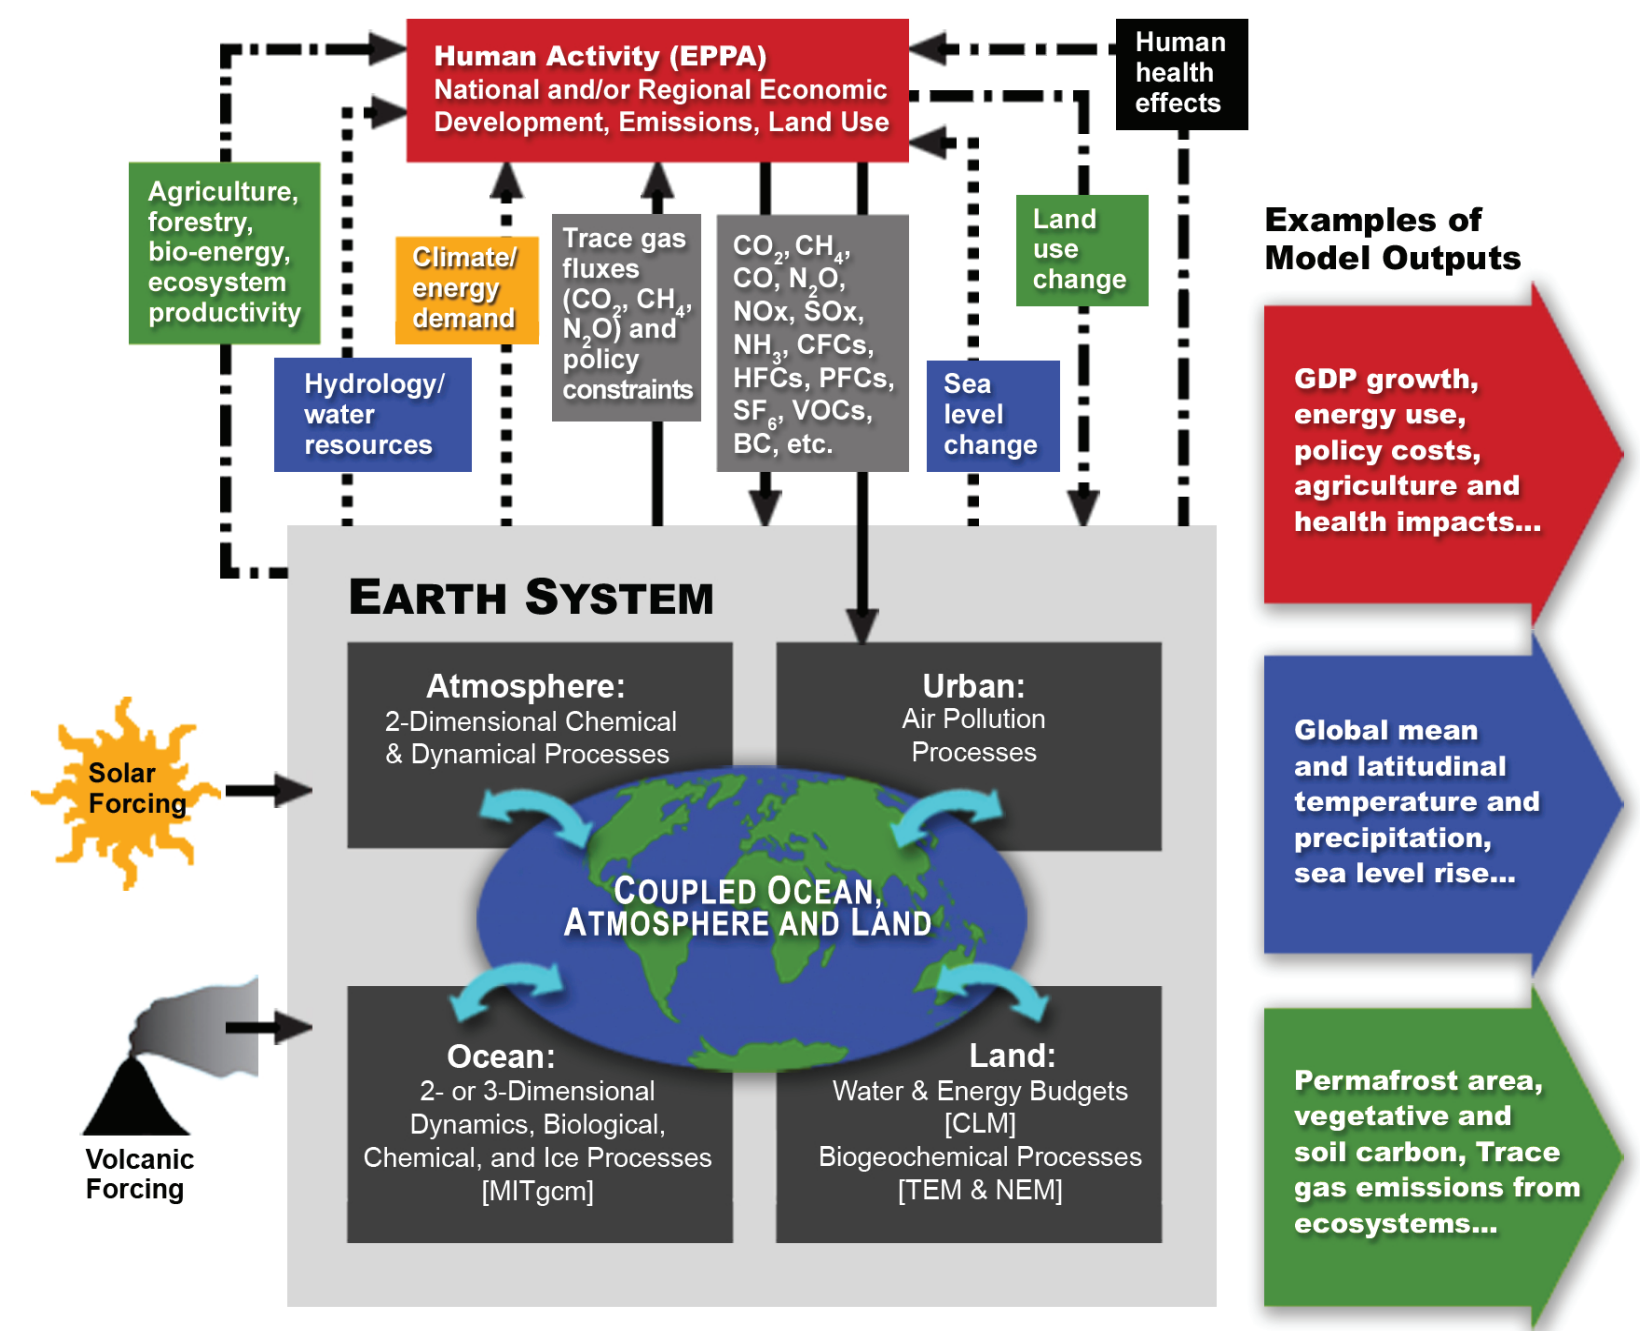 Human Activity (EPPA)
National and/or Regional Economic
Development, Emissions, Land Use
Human
health
effects
Agriculture,
forestry,
bio-energy,
ecosystem
productivity
Hydrology/
water
resources
Climate/
energy
demand
Trace gas
fluxes
(CO₂, CH₄,
N₂O) and
policy
constraints
CO₂, CH₄,
CO, N₂O,
NOx, SOx,
NH₃, CFCs,
HFCs, PFCs,
SF₆, VOCs,
BC, etc.
Sea
level
change
Land
use
change
Examples of
Model Outputs
GDP growth,
energy use,
policy costs,
agriculture and
health impacts...
Global mean
and latitudinal
temperature and
precipitation,
sea level rise...
Permafrost area,
vegetative and
soil carbon, Trace
gas emissions from
ecosystems...
EARTH SYSTEM
Solar
Forcing
Volcanic
Forcing
Atmosphere:
2-Dimensional Chemical
& Dynamical Processes
Urban:
Air Pollution
Processes
COUPLED OCEAN,
ATMOSPHERE AND LAND
Ocean:
2- or 3-Dimensional
Dynamics, Biological,
Chemical, and Ice Processes
[MITgcm]
Land:
Water & Energy Budgets
[CLM]
Biogeochemical Processes
[TEM & NEM]